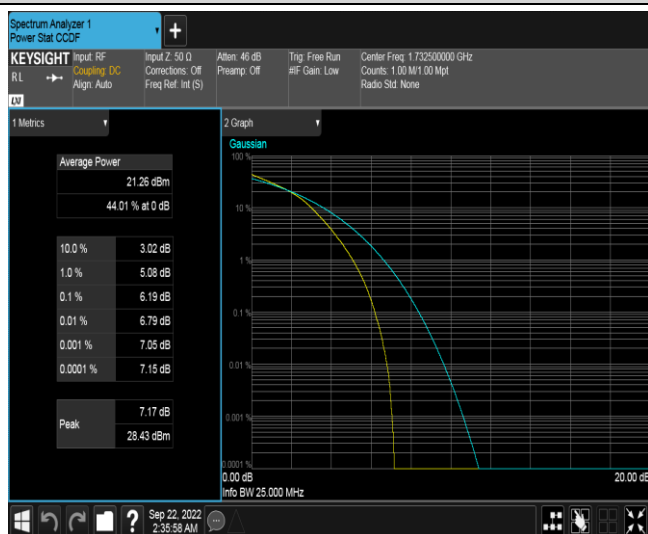 Spectrum Analyzer 1
Power Stat CCDF
KEYSIGHT
R L
LXI
Input: RF
Coupling: DC
Align: Auto
Input Z: 50 Ω
Corrections: Off
Freq Ref: Int (S)
Atten: 46 dB
Preamp: Off
Trig: Free Run
#IF Gain: Low
Center Freq: 1.732500000 GHz
Counts: 1.00 M/1.00 Mpt
Radio Std: None
1 Metrics
Average Power
21.26 dBm
44.01 % at 0 dB
10.0 % 3.02 dB
1.0 % 5.08 dB
0.1 % 6.19 dB
0.01 % 6.79 dB
0.001 % 7.05 dB
0.0001 % 7.15 dB
Peak
7.17 dB
28.43 dBm
2 Graph
Gaussian
100 %
10 %
1 %
0.1 %
0.01 %
0.001 %
0.0001 %
0.00 dB
20.00 dB
Info BW 25.000 MHz
Sep 22, 2022
2:35:58 AM